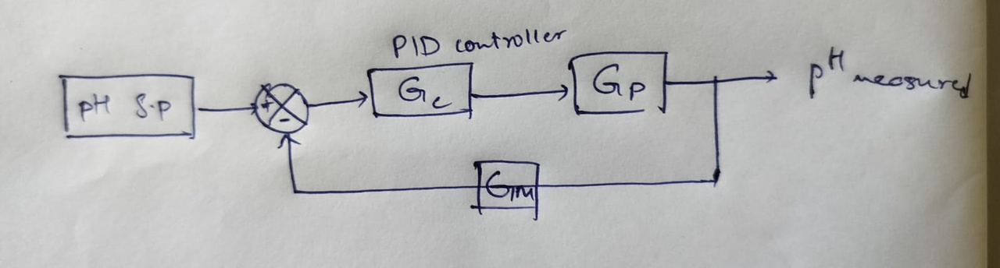 PID controller
pH S.p
+
-
Gc
Gp
pH measured
Gm